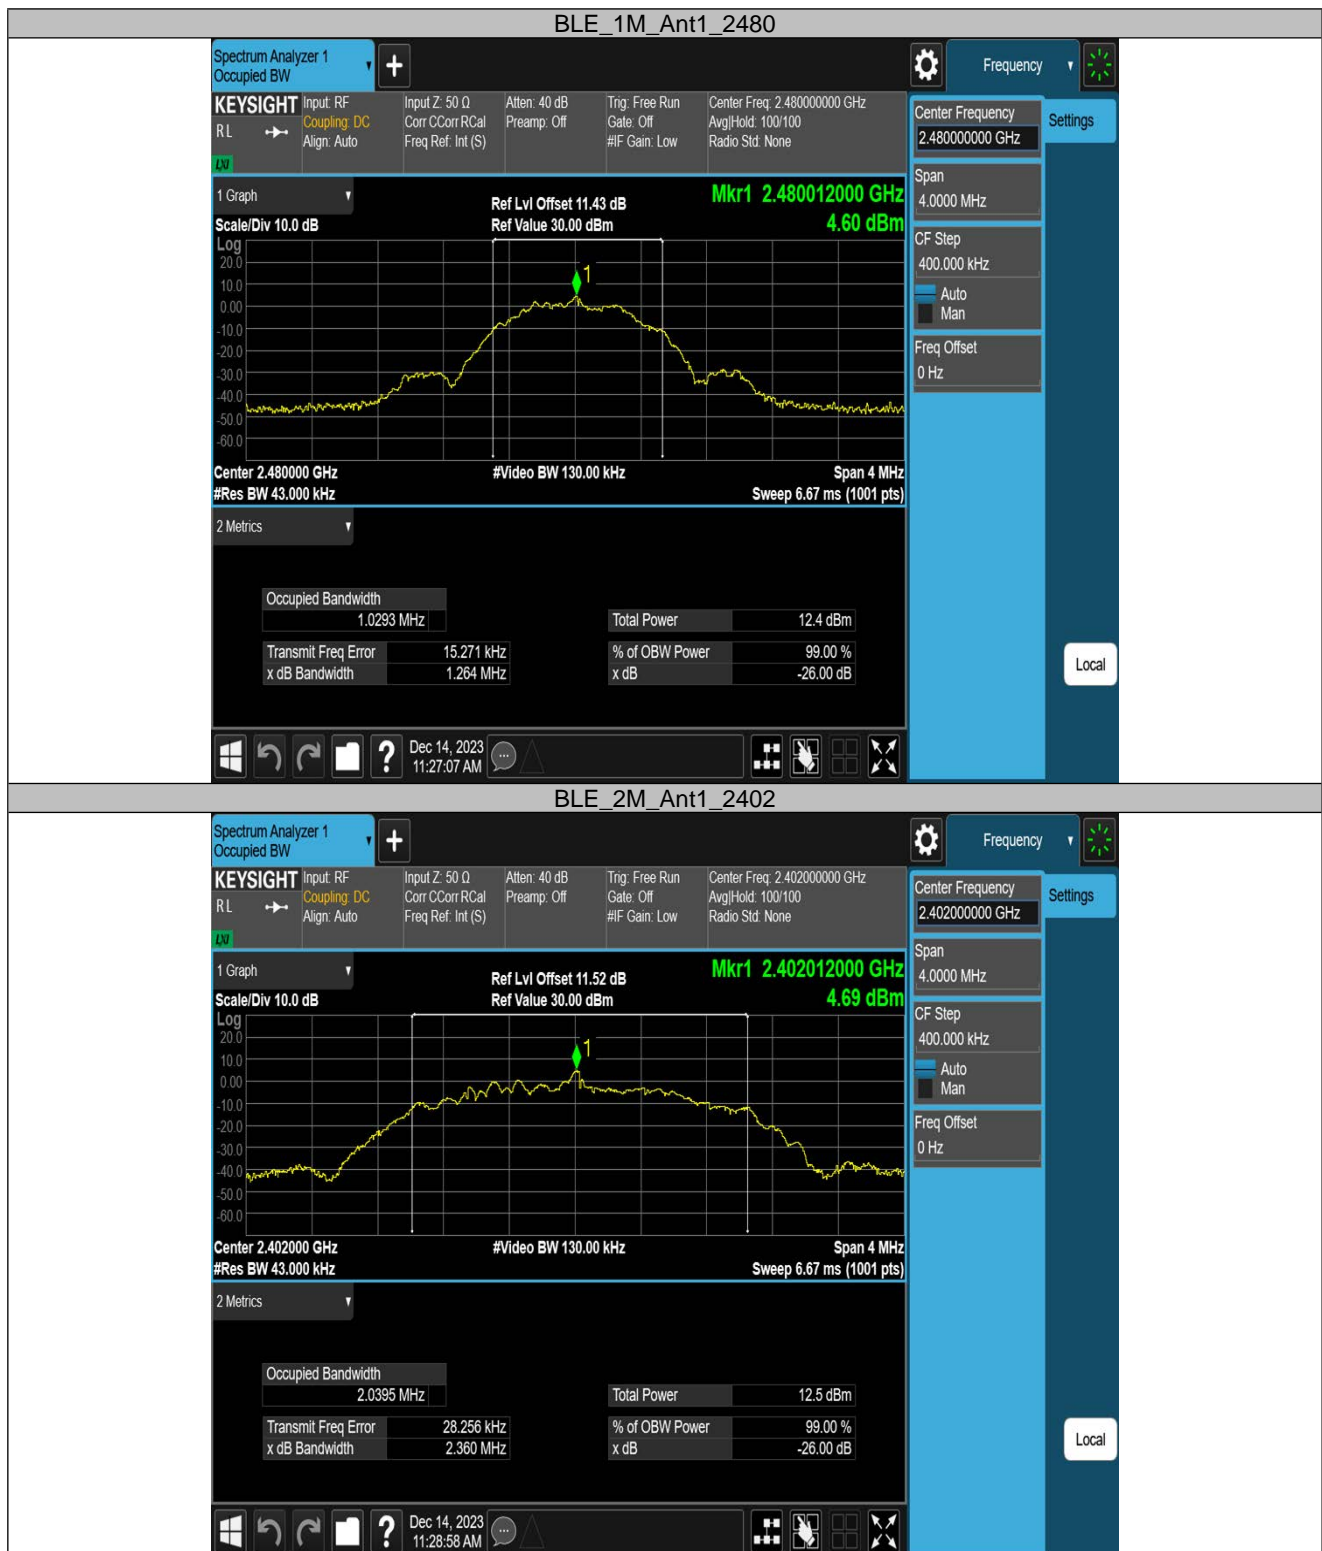 BLE_1M_Ant1_2480
Spectrum Analyzer 1
Occupied BW
Frequency
KEYSIGHT
RL
LXI
Input: RF
Coupling: DC
Align: Auto
Input Z: 50 Ω
Corr CCorr RCal
Freq Ref: Int (S)
Atten: 40 dB
Preamp: Off
Trig: Free Run
Gate: Off
#IF Gain: Low
Center Freq: 2.480000000 GHz
Avg|Hold: 100/100
Radio Std: None
Center Frequency
2.480000000 GHz
Settings
Span
4.0000 MHz
CF Step
400.000 kHz
Auto
Man
Freq Offset
0 Hz
Local
1 Graph
Ref Lvl Offset 11.43 dB
Mkr1 2.480012000 GHz
Scale/Div 10.0 dB
Ref Value 30.00 dBm
4.60 dBm
Log
20.0
10.0
0.00
-10.0
-20.0
-30.0
-40.0
-50.0
-60.0
1
Center 2.480000 GHz
#Video BW 130.00 kHz
Span 4 MHz
#Res BW 43.000 kHz
Sweep 6.67 ms (1001 pts)
2 Metrics
Occupied Bandwidth
1.0293 MHz
Total Power 12.4 dBm
Transmit Freq Error 15.271 kHz
% of OBW Power 99.00 %
x dB Bandwidth 1.264 MHz
x dB -26.00 dB
Dec 14, 2023
11:27:07 AM
BLE_2M_Ant1_2402
Spectrum Analyzer 1
Occupied BW
Frequency
KEYSIGHT
RL
LXI
Input: RF
Coupling: DC
Align: Auto
Input Z: 50 Ω
Corr CCorr RCal
Freq Ref: Int (S)
Atten: 40 dB
Preamp: Off
Trig: Free Run
Gate: Off
#IF Gain: Low
Center Freq: 2.402000000 GHz
Avg|Hold: 100/100
Radio Std: None
Center Frequency
2.402000000 GHz
Settings
Span
4.0000 MHz
CF Step
400.000 kHz
Auto
Man
Freq Offset
0 Hz
Local
1 Graph
Ref Lvl Offset 11.52 dB
Mkr1 2.402012000 GHz
Scale/Div 10.0 dB
Ref Value 30.00 dBm
4.69 dBm
Log
20.0
10.0
0.00
-10.0
-20.0
-30.0
-40.0
-50.0
-60.0
1
Center 2.402000 GHz
#Video BW 130.00 kHz
Span 4 MHz
#Res BW 43.000 kHz
Sweep 6.67 ms (1001 pts)
2 Metrics
Occupied Bandwidth
2.0395 MHz
Total Power 12.5 dBm
Transmit Freq Error 28.256 kHz
% of OBW Power 99.00 %
x dB Bandwidth 2.360 MHz
x dB -26.00 dB
Dec 14, 2023
11:28:58 AM